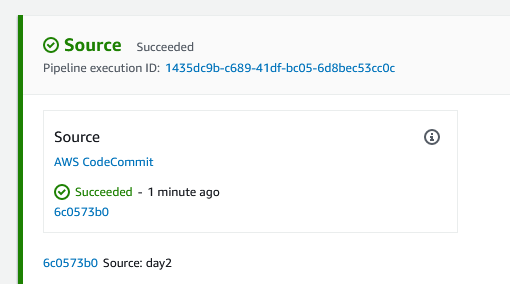 Source Succeeded
Pipeline execution ID: 1435dc9b-c689-41df-bc05-6d8bec53cc0c
Source
AWS CodeCommit
Succeeded - 1 minute ago
6c0573b0
6c0573b0 Source: day2